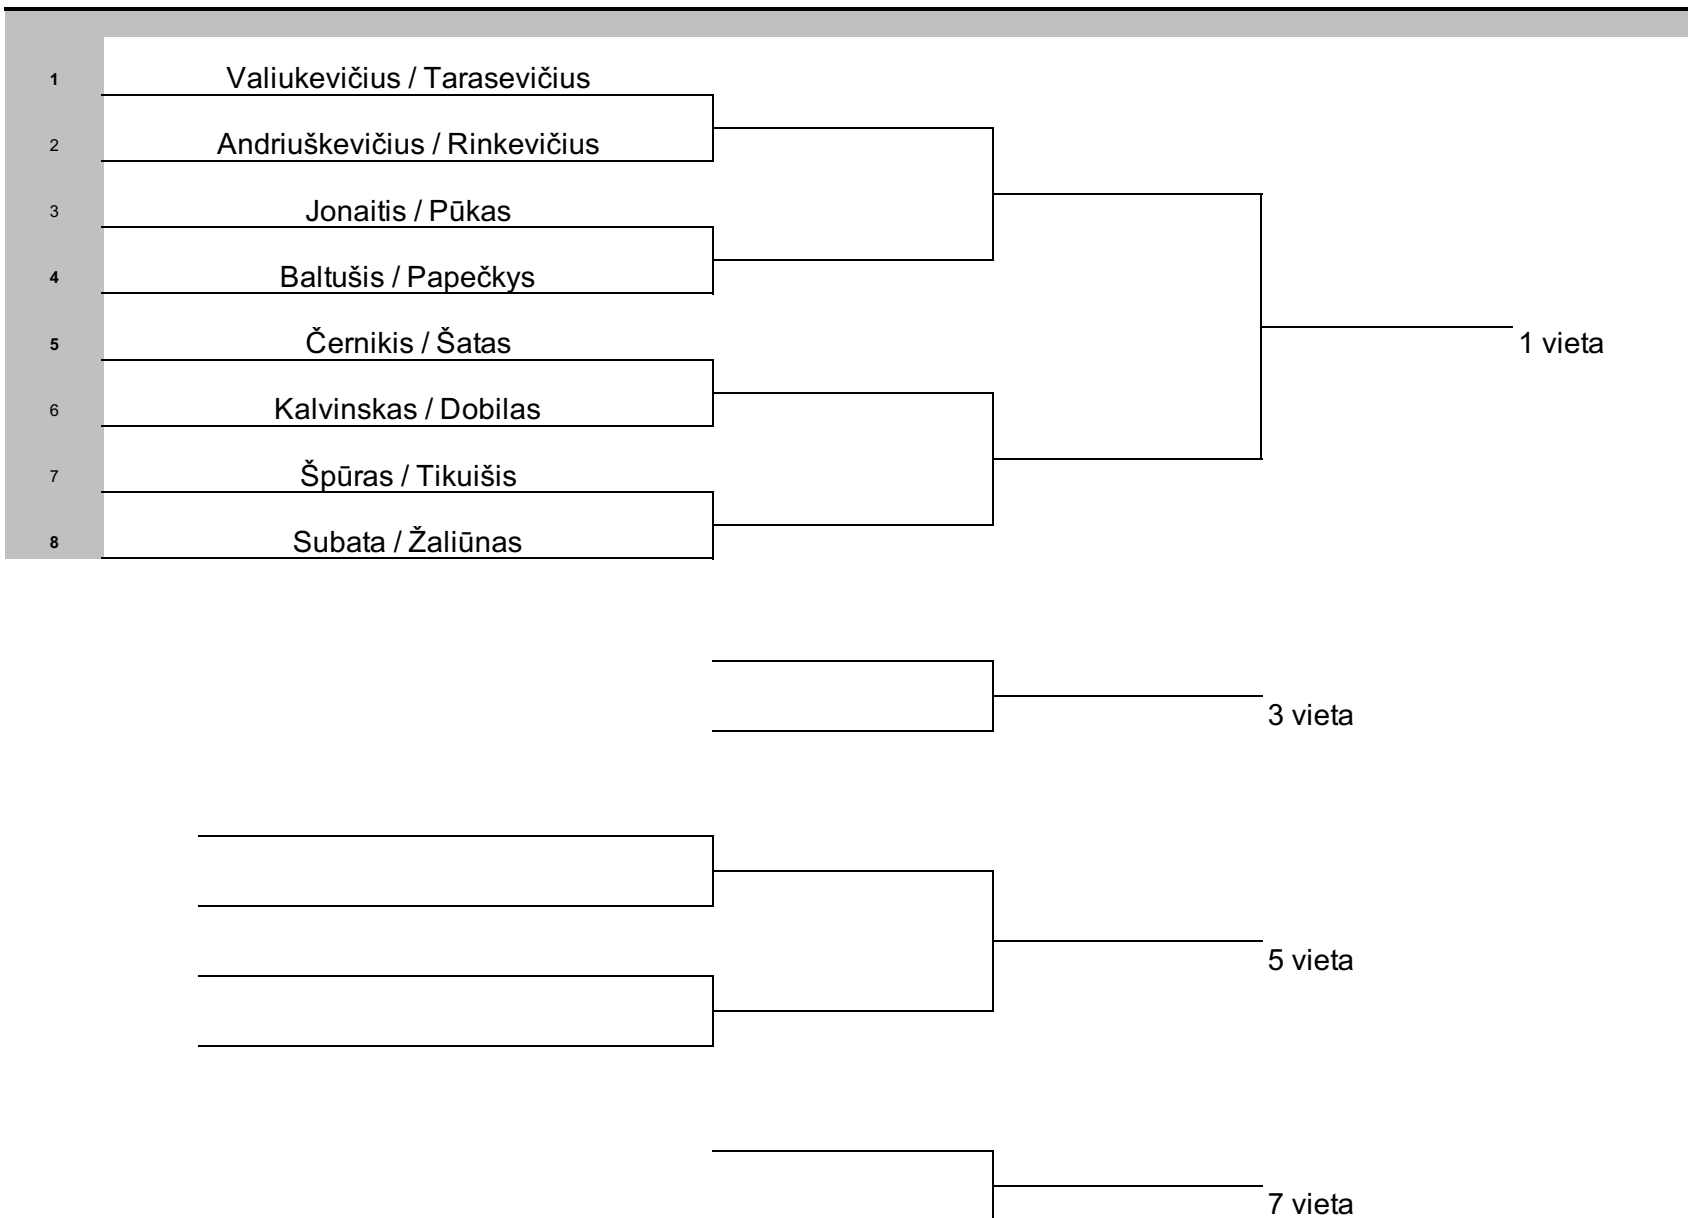 1 Valiukevičius / Tarasevičius
2 Andriuškevičius / Rinkevičius
3 Jonaitis / Pūkas
4 Baltušis / Papečkys
5 Černikis / Šatas
1 vieta
6 Kalvinskas / Dobilas
7 Špūras / Tikuišis
8 Subata / Žaliūnas
3 vieta
5 vieta
7 vieta